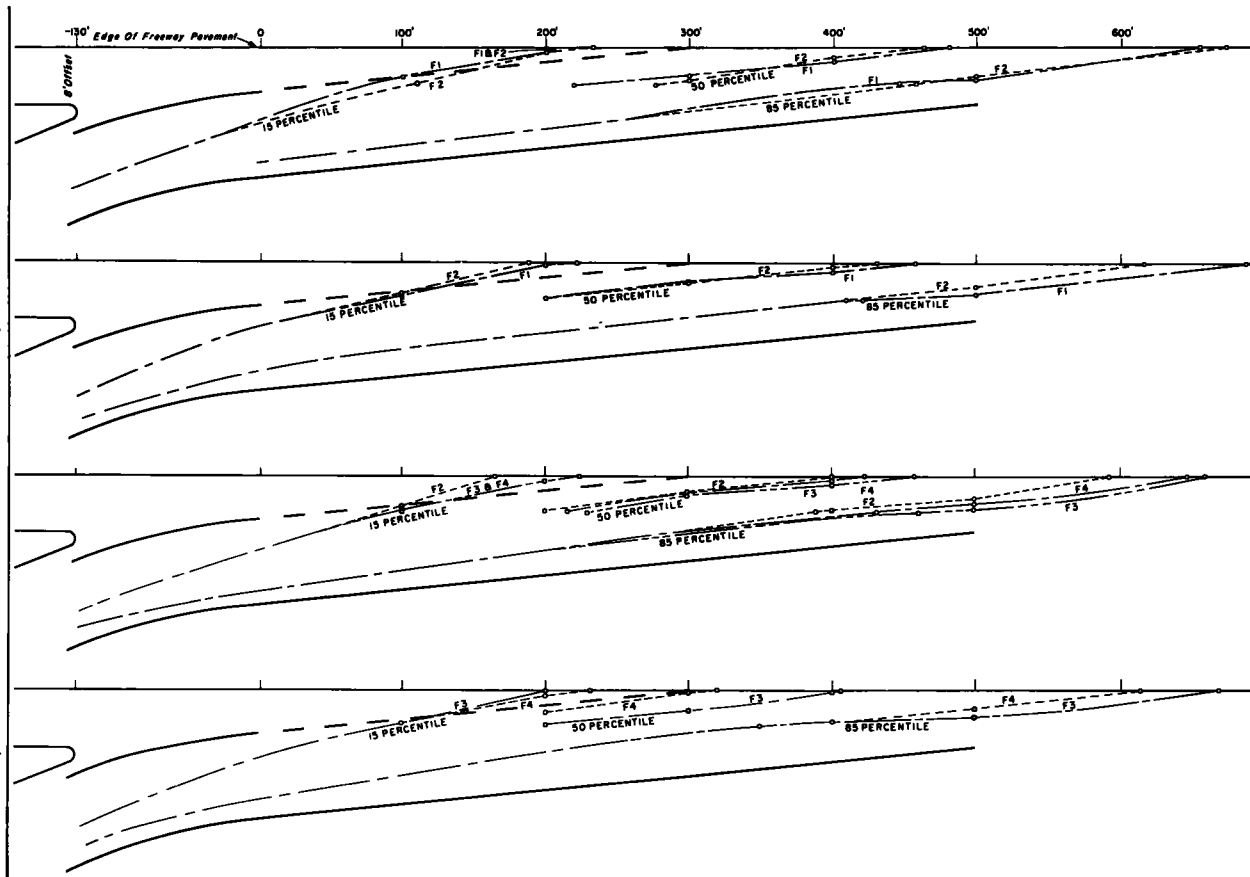 -130' Edge Of Freeway Pavement 0 100' 200' 300' 400' 500' 600'
8' Offset
F1&F2
F1
F2
15 PERCENTILE
F2
F1
50 PERCENTILE
F1
F2
85 PERCENTILE
F2
F1
15 PERCENTILE
F2
F1
50 PERCENTILE
F2
F1
85 PERCENTILE
F2
F3 & F4
15 PERCENTILE
F2
F3
F4
50 PERCENTILE
F4
F2
F3
85 PERCENTILE
F3
F4
15 PERCENTILE
F3
F4
50 PERCENTILE
F4
F3
85 PERCENTILE